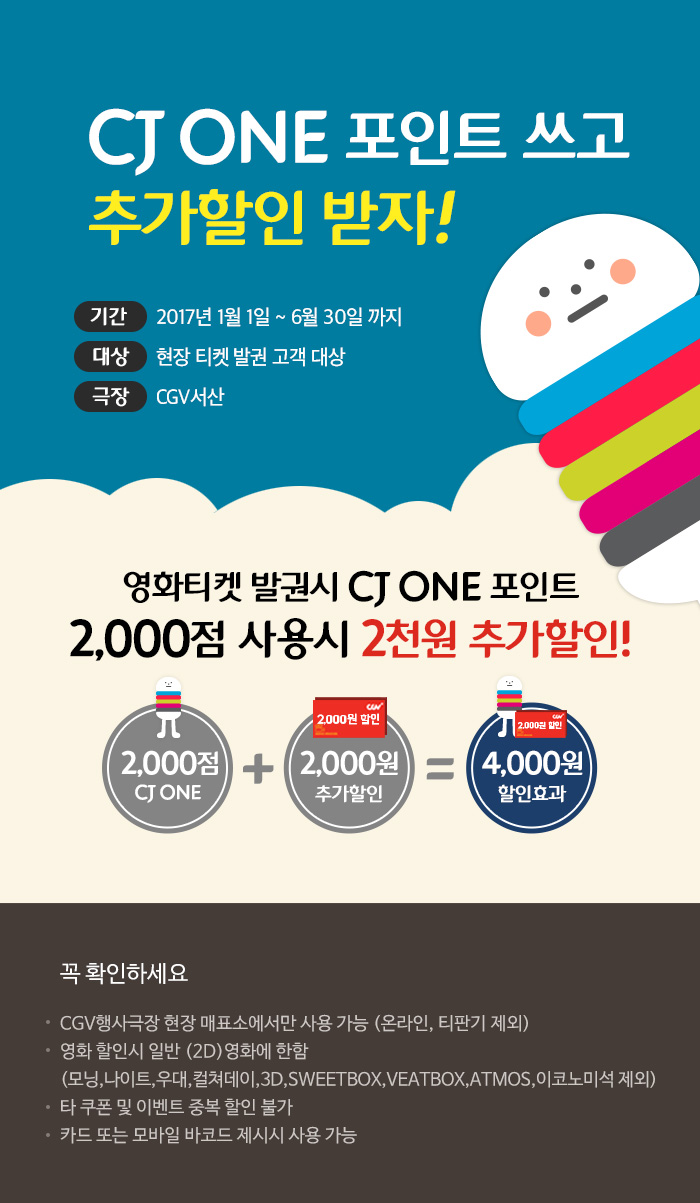 CJ ONE 포인트 쓰고
추가할인 받자!
기간 2017년 1월 1일 ~ 6월 30일 까지
대상 현장 티켓 발권 고객 대상
극장 CGV서산
영화티켓 발권시 CJ ONE 포인트
2,000점 사용시 2천원 추가할인!
CGV CGV
2,000원 할인 2,000원 할인
2,000점 + 2,000원 = 4,000원
CJ ONE 추가할인 할인효과
꼭 확인하세요
• CGV행사극장 현장 매표소에서만 사용 가능 (온라인, 티판기 제외)
• 영화 할인시 일반 (2D)영화에 한함
(모닝,나이트,우대,컬쳐데이,3D,SWEETBOX,VEATBOX,ATMOS,이코노미석 제외)
• 타 쿠폰 및 이벤트 중복 할인 불가
• 카드 또는 모바일 바코드 제시시 사용 가능